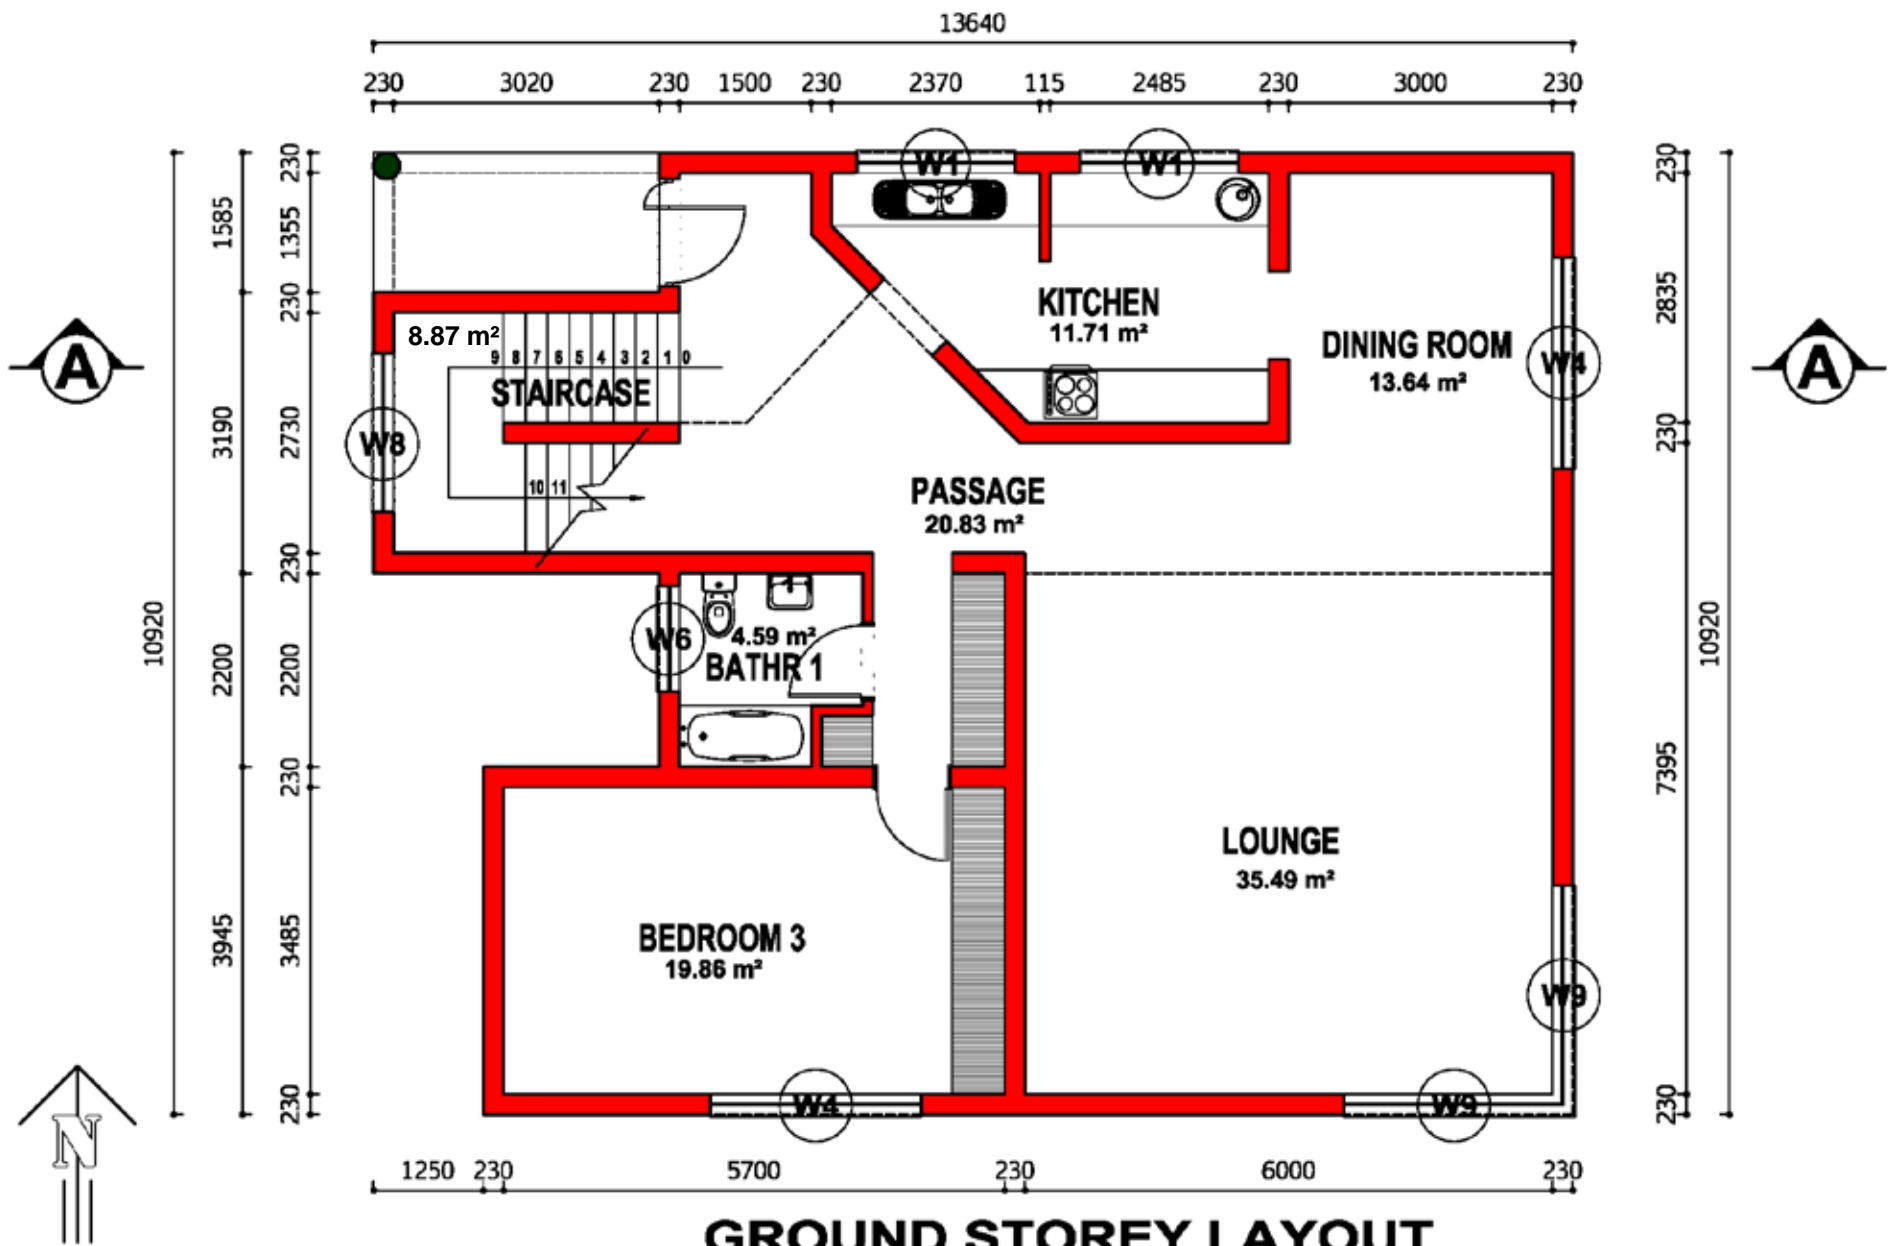 13640
230 3020 230 1500 230 2370 115 2485 230 3000 230
W1 W1
230
1585
1355
230
3190
2730
230
10920
2200
2200
230
3945
3485
230
230
2835
230
10920
7395
230
A
A
KITCHEN
11.71 m²
8.87 m²
9 8 7 6 5 4 3 2 1 0
STAIRCASE
DINING ROOM
13.64 m²
W4
W8
10 11
PASSAGE
20.83 m²
W6
4.59 m²
BATHR 1
LOUNGE
35.49 m²
BEDROOM 3
19.86 m²
W9
W4
W9
N
1250 230 5700 230 6000 230
GROUND STOREY LAYOUT